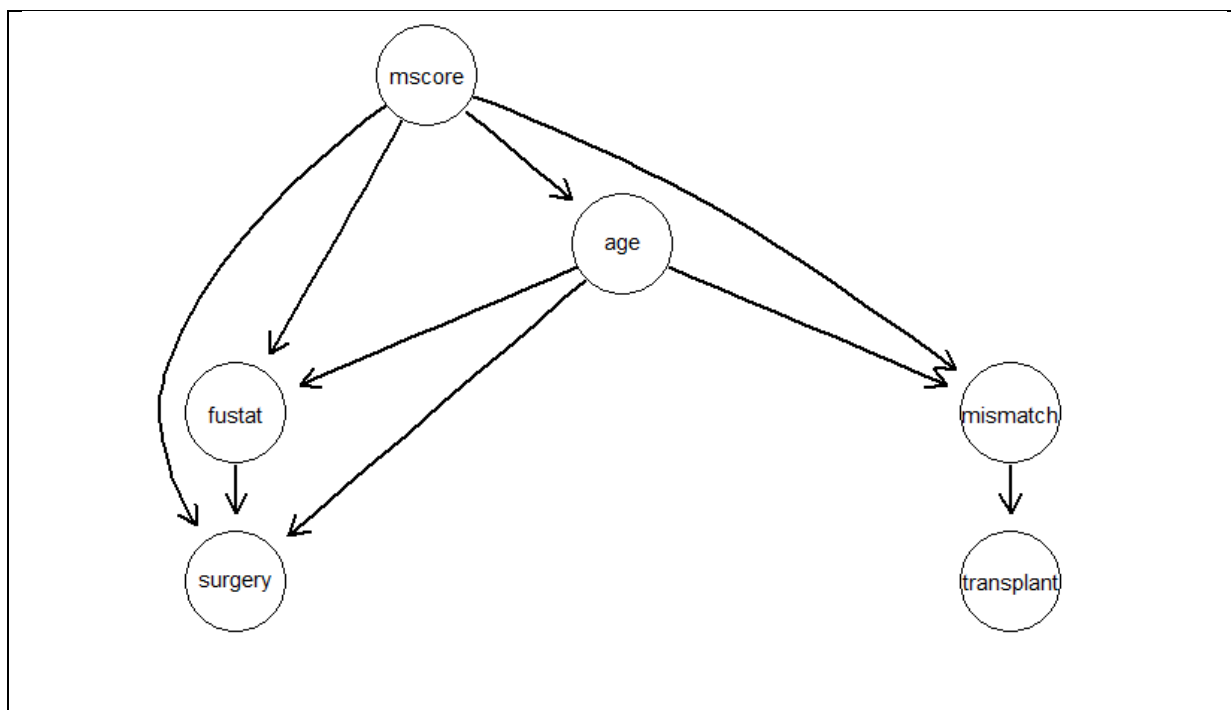 mscore
age
fustat
mismatch
surgery
transplant